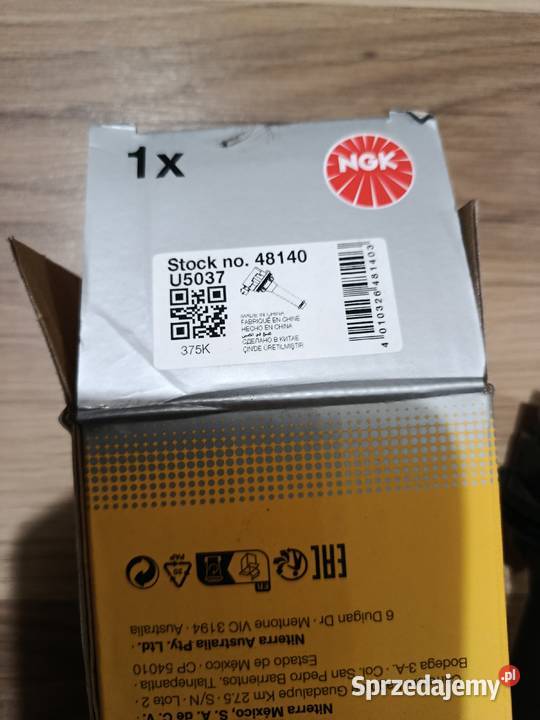 1x
NGK
Stock no. 48140
U5037
MADE IN CHINA
FABRIQUÉ EN CHINE
HECHO EN CHINA
СДЕЛАНО В КИТАЕ
ÇİNDE ÜRETİLMİŞTİR
375K
4 010326 481403
EAC
FR
20
PAP
6 Dulgan Dr · Mentone VIC 3194 · Australia
Niterra Australia Pty. Ltd.
Estado de México · CP 54010
Bodega 3-A · Col. San Pedro Barrientos, Tlalnepantla
Guadalupe Km 27.5 · S/N · Lote 2
Niterra México, S. A. de C. V.
Sprzedajemy.pl